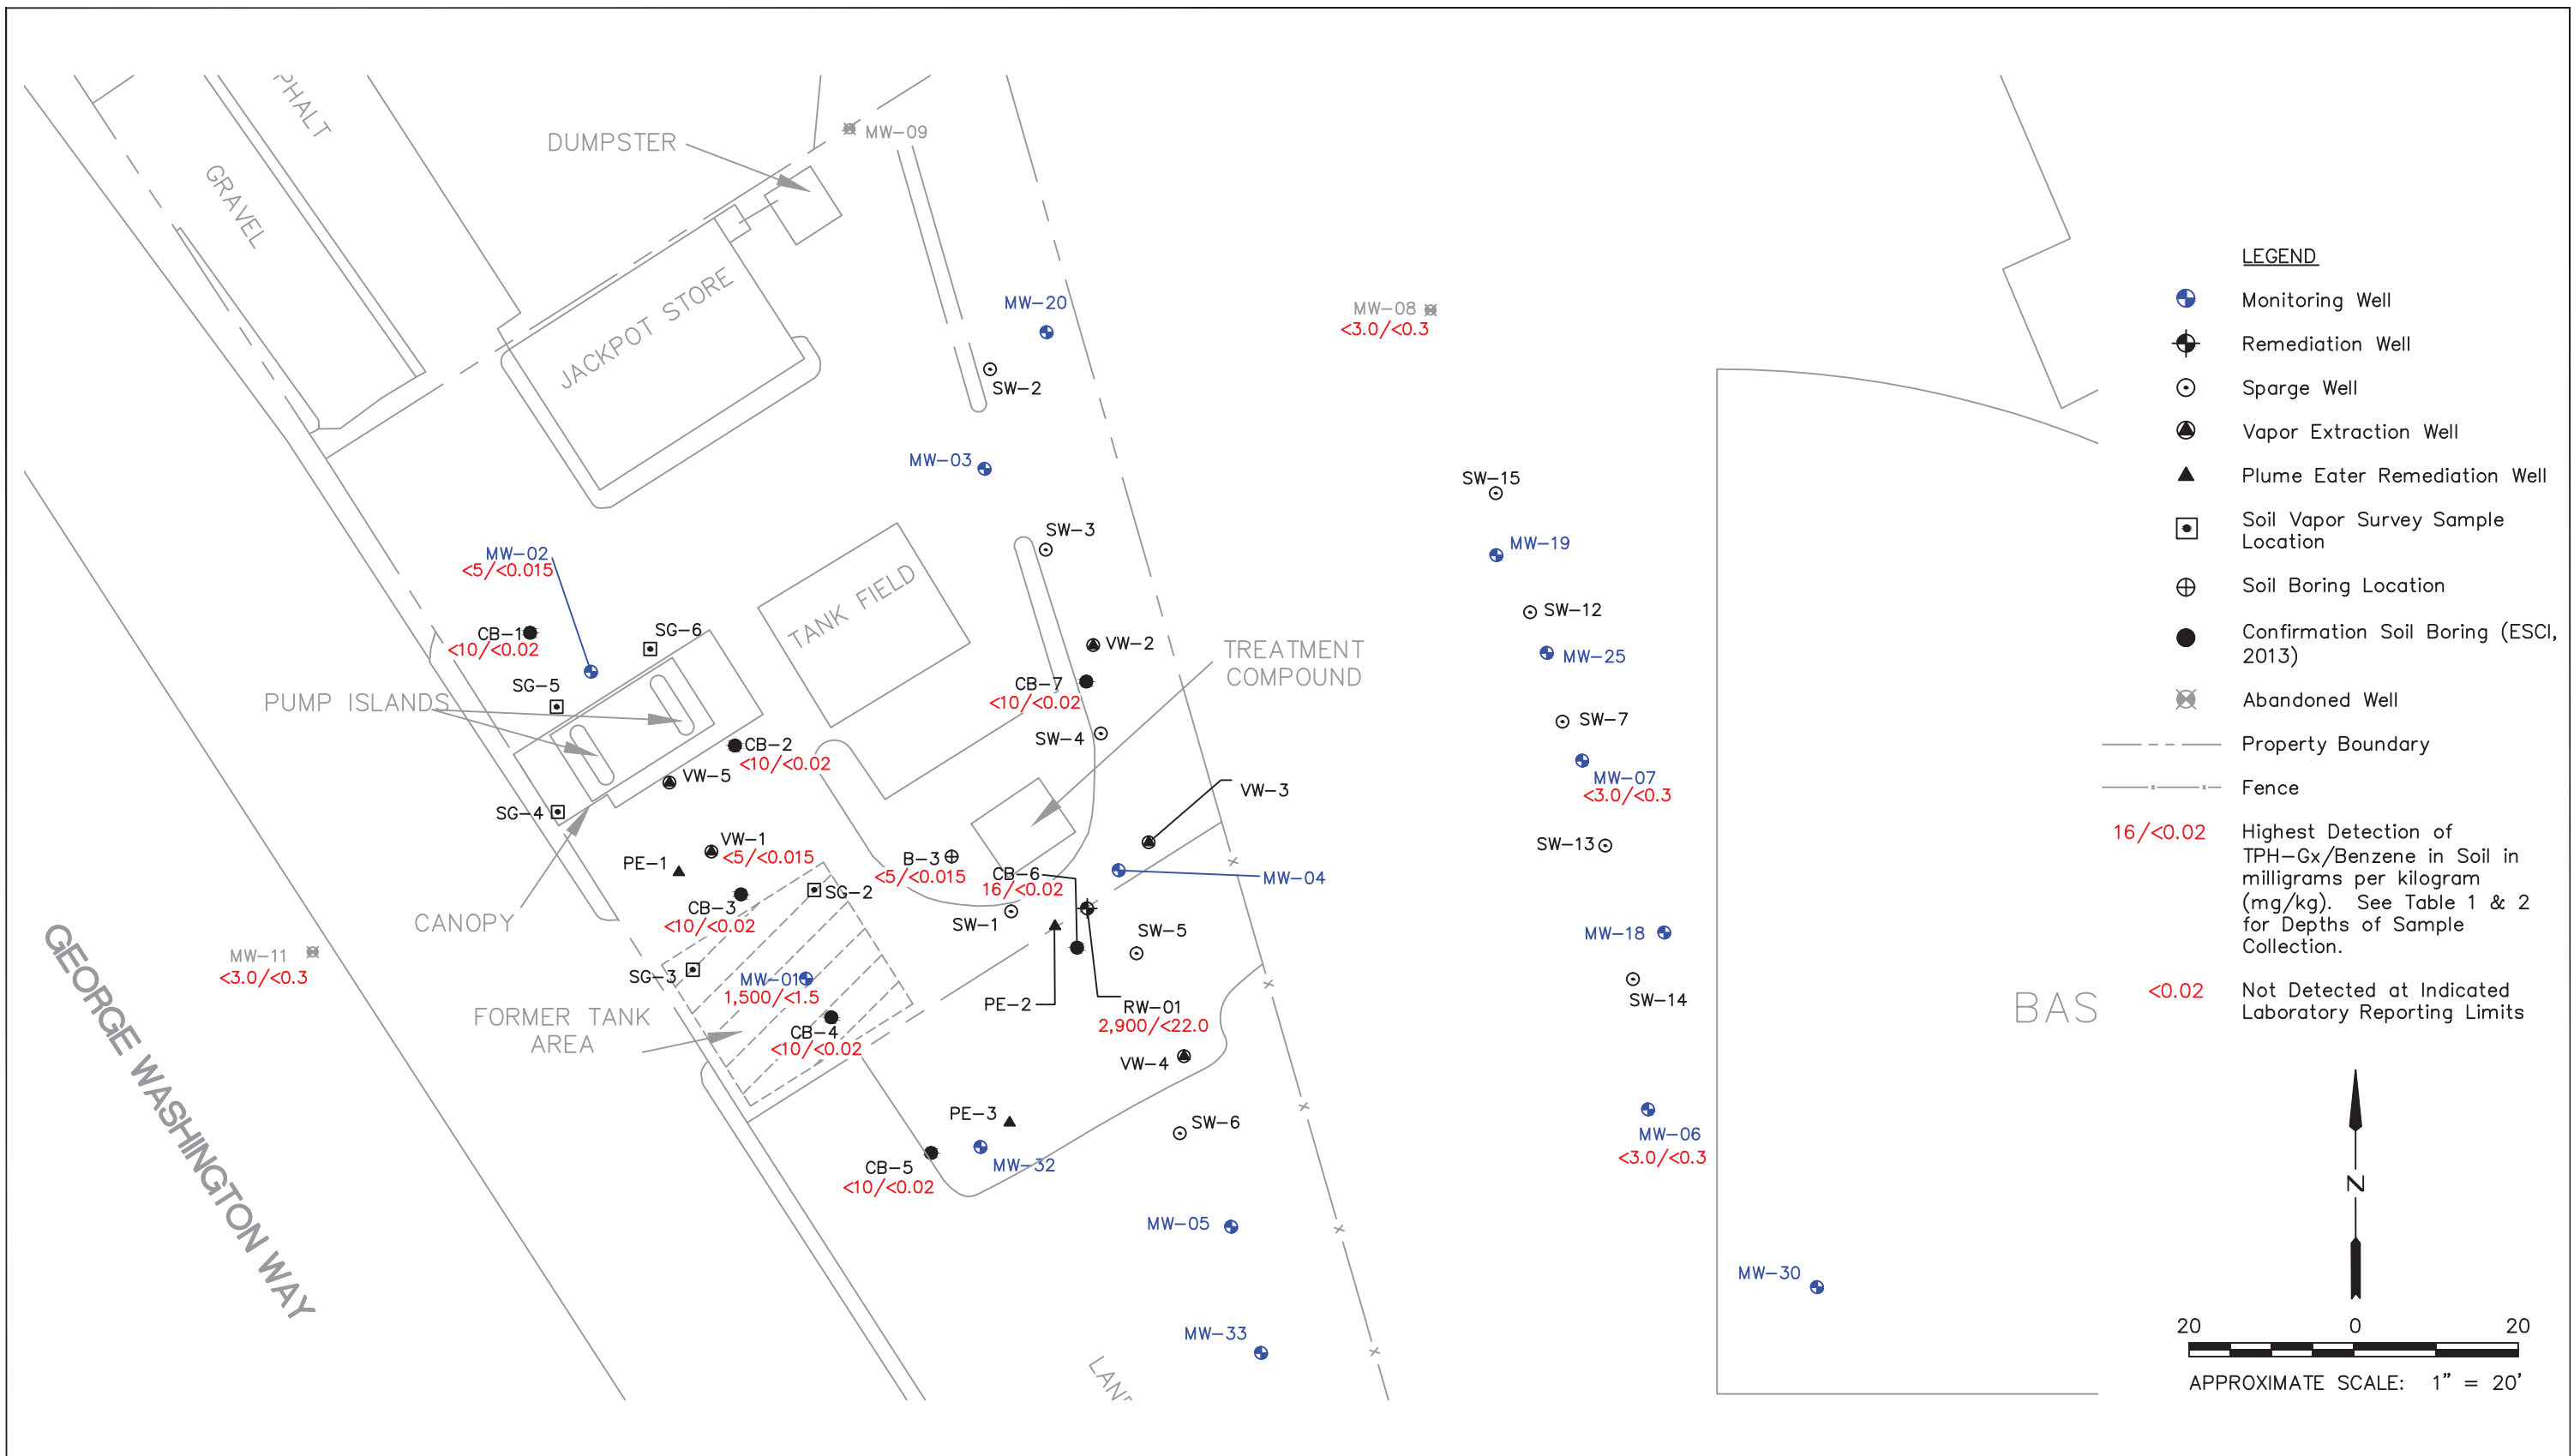 PHALT
GRAVEL
DUMPSTER
MW-09
JACKPOT STORE
MW-20
SW-2
MW-08
<3.0/<0.3
MW-03
SW-15
MW-19
SW-3
MW-02
<5/<0.015
TANK FIELD
SW-12
CB-1
<10/<0.02
SG-6
VW-2
TREATMENT
COMPOUND
MW-25
SG-5
CB-7
<10/<0.02
PUMP ISLANDS
SW-7
SW-4
CB-2
<10/<0.02
VW-5
MW-07
<3.0/<0.3
VW-3
SG-4
VW-1
<5/<0.015
SW-13
PE-1
B-3
<5/<0.015
CB-6
16/<0.02
MW-04
SG-2
CB-3
<10/<0.02
CANOPY
SW-1
SW-5
MW-18
GEORGE WASHINGTON WAY
MW-11
<3.0/<0.3
SG-3
MW-01
1,500/<1.5
PE-2
RW-01
2,900/<22.0
SW-14
BAS
FORMER TANK
AREA
CB-4
<10/<0.02
VW-4
PE-3
SW-6
MW-06
<3.0/<0.3
CB-5
<10/<0.02
MW-32
MW-05
MW-30
MW-33
LAN
LEGEND
Monitoring Well
Remediation Well
Sparge Well
Vapor Extraction Well
Plume Eater Remediation Well
Soil Vapor Survey Sample
Location
Soil Boring Location
Confirmation Soil Boring (ESCI,
2013)
Abandoned Well
Property Boundary
Fence
16/<0.02 Highest Detection of
TPH-Gx/Benzene in Soil in
milligrams per kilogram
(mg/kg). See Table 1 & 2
for Depths of Sample
Collection.
<0.02 Not Detected at Indicated
Laboratory Reporting Limits
N
20 0 20
APPROXIMATE SCALE: 1" = 20'